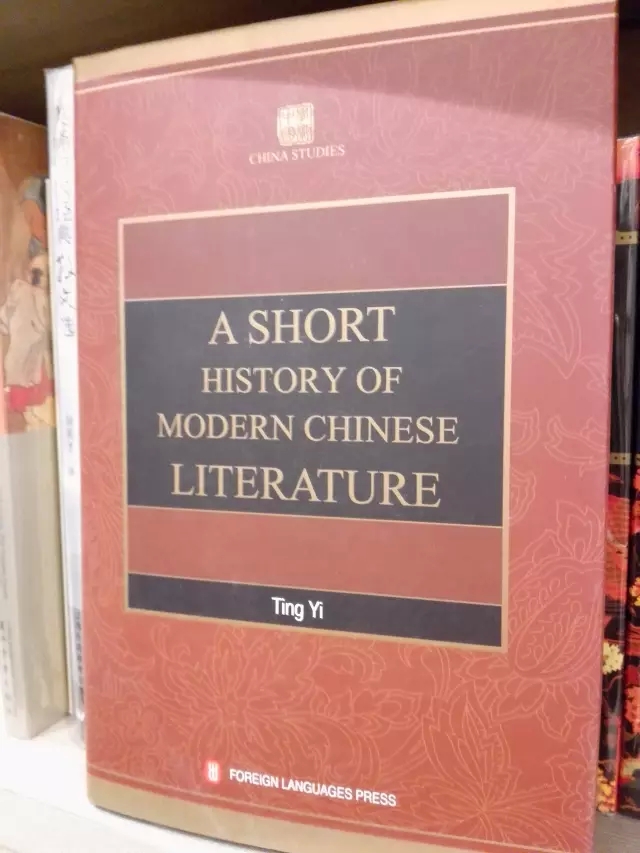 CHINA STUDIES
A SHORT
HISTORY OF
MODERN CHINESE
LITERATURE
Ting Yi
FOREIGN LANGUAGES PRESS